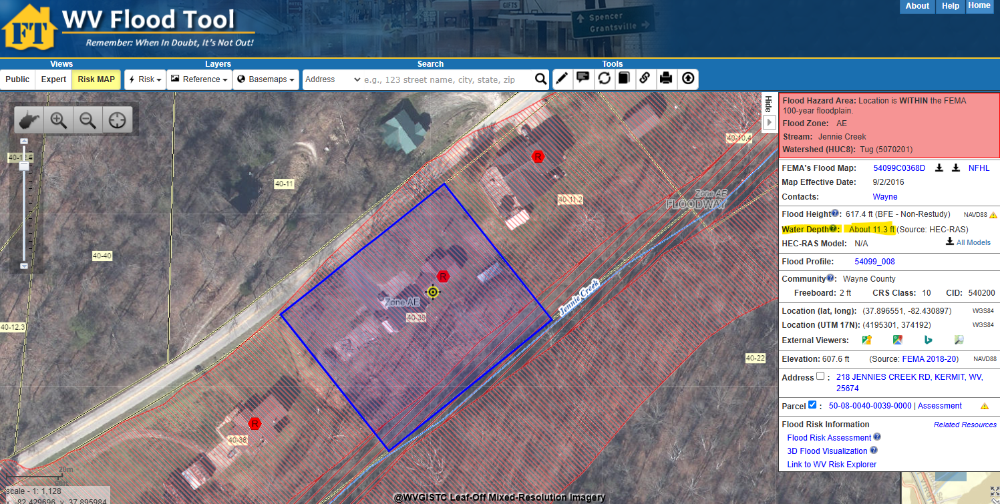 About Help Home
WV Flood Tool
FT
Remember: When In Doubt, It's Not Out!
GIFTS
Spencer
Grantsville
Views Layers Search Tools
Public Expert Risk MAP Risk Reference Basemaps Address e.g., 123 street name, city, state, zip
Hide
40-12.6
40-11
40-10.4
40-11.2
Zone AE
FLOODWAY
40-40
R
R
Zone AE
40-39
Jennie Creek
40-12.3
40-22
R
40-38
20m
60ft
scale - 1: 1,128
x: -82.429696, y: 37.895984
@WVGISTC Leaf-Off Mixed-Resolution Imagery
Flood Hazard Area: Location is WITHIN the FEMA
100-year floodplain.
Flood Zone: AE
Stream: Jennie Creek
Watershed (HUC8): Tug (5070201)
FEMA's Flood Map: 54099C0368D NFHL
Map Effective Date: 9/2/2016
Contacts: Wayne
Flood Height?: 617.4 ft (BFE - Non-Restudy) NAVD88
Water Depth?: About 11.3 ft (Source: HEC-RAS)
HEC-RAS Model: N/A All Models
Flood Profile: 54099_008
Community?: Wayne County
Freeboard: 2 ft CRS Class: 10 CID: 540200
Location (lat, long): (37.896551, -82.430897) WGS84
Location (UTM 17N): (4195301, 374192) WGS84
External Viewers:
Elevation: 607.6 ft (Source: FEMA 2018-20) NAVD88
Address : 218 JENNIES CREEK RD, KERMIT, WV,
25674
Parcel : 50-08-0040-0039-0000 | Assessment
Flood Risk Information Related Resources
Flood Risk Assessment ?
3D Flood Visualization ?
Link to WV Risk Explorer